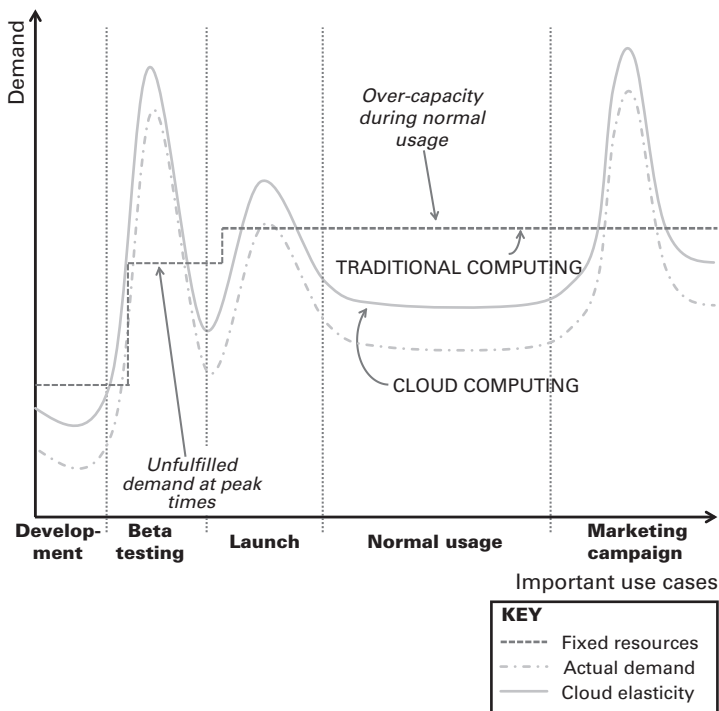 Demand
Over-capacity
during normal
usage
TRADITIONAL COMPUTING
CLOUD COMPUTING
Unfulfilled
demand at peak
times
Develop-
ment
Beta
testing
Launch
Normal usage
Marketing
campaign
Important use cases
KEY
Fixed resources
Actual demand
Cloud elasticity